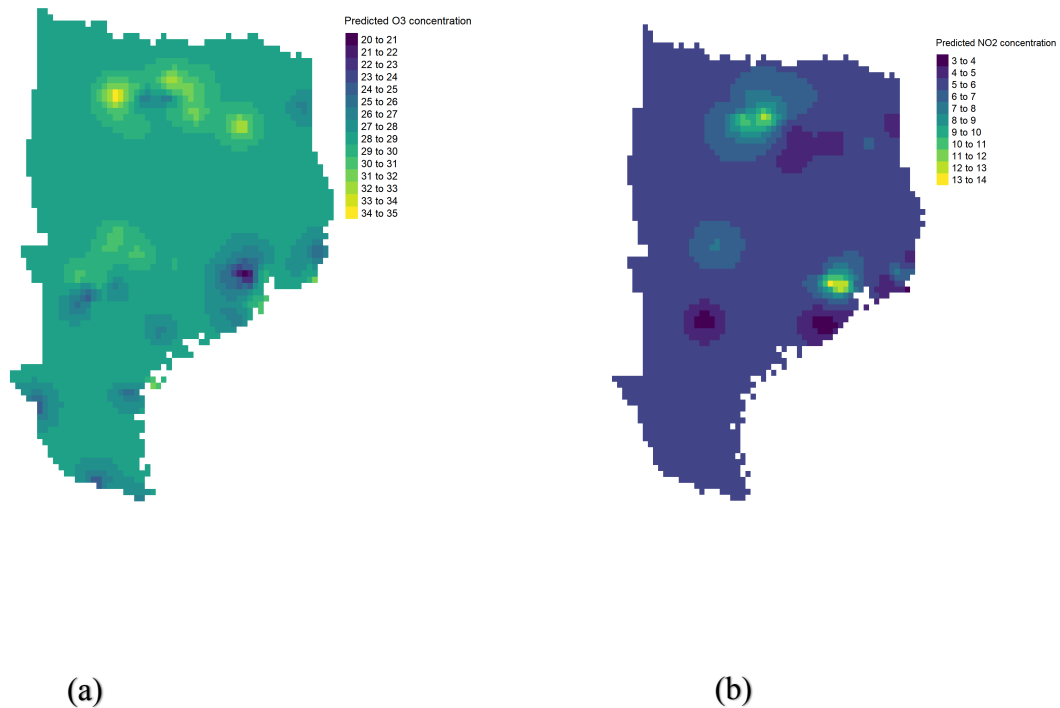 Predicted O3 concentration
20 to 21
21 to 22
22 to 23
23 to 24
24 to 25
25 to 26
26 to 27
27 to 28
28 to 29
29 to 30
30 to 31
31 to 32
32 to 33
33 to 34
34 to 35
Predicted NO2 concentration
3 to 4
4 to 5
5 to 6
6 to 7
7 to 8
8 to 9
9 to 10
10 to 11
11 to 12
12 to 13
13 to 14
(a)
(b)